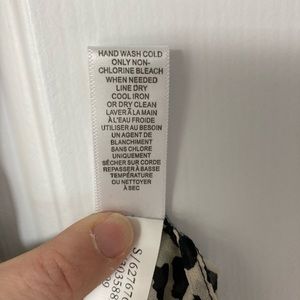 HAND WASH COLD
ONLY NON-
CHLORINE BLEACH
WHEN NEEDED
LINE DRY
COOL IRON
OR DRY CLEAN
LAVER À LA MAIN
À L'EAU FROIDE
UTILISER AU BESOIN
UN AGENT DE
BLANCHIMENT
SANS CHLORE
UNIQUEMENT
SÉCHER SUR CORDE
REPASSER À BASSE
TEMPÉRATURE
OU NETTOYER
À SEC